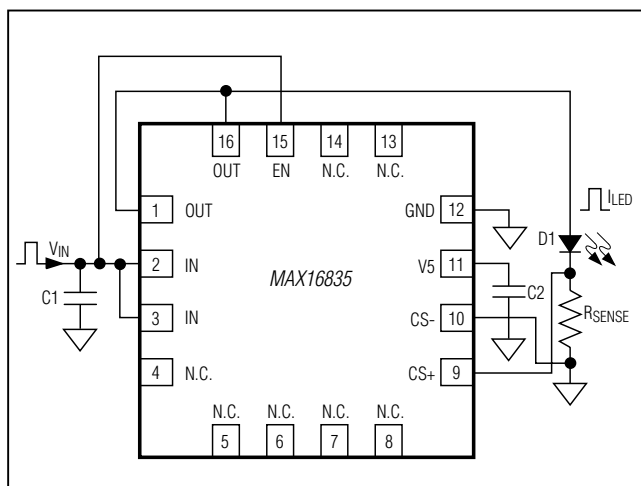 16 15 14 13
OUT EN N.C. N.C.
1 OUT
GND 12
I_LED
V_IN
2 IN
V5 11
D1
MAX16835
C1
C2
3 IN
CS- 10
R_SENSE
4 N.C.
CS+ 9
N.C. N.C. N.C. N.C.
5 6 7 8